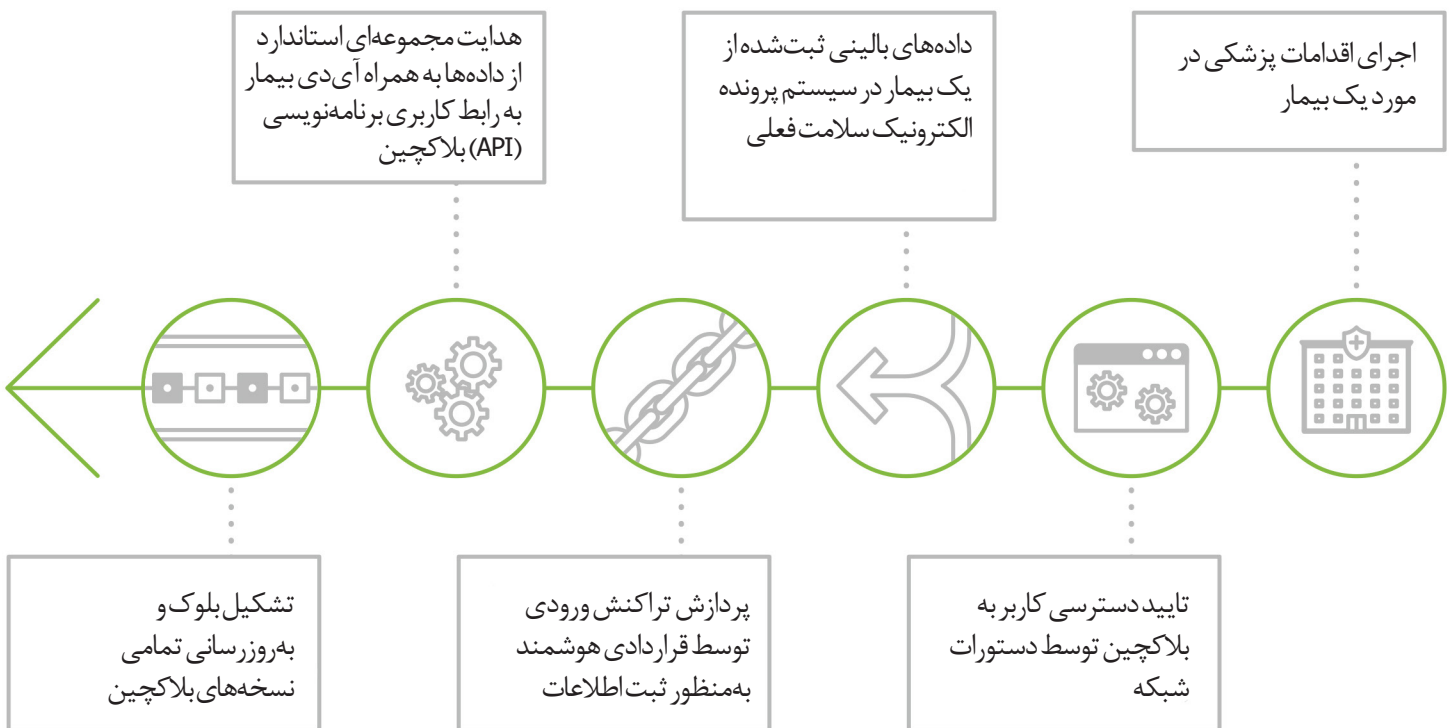 اجرای اقدامات پزشکی در
مورد یک بیمار
تایید دسترسی کاربر به
بلاکچین توسط دستورات
شبکه
داده‌های بالینی ثبت‌شده از
یک بیمار در سیستم پرونده
الکترونیک سلامت فعلی
پردازش تراکنش ورودی
توسط قراردادی هوشمند
به‌منظور ثبت اطلاعات
هدایت مجموعه‌ای استاندارد
از داده‌ها به همراه آی‌دی بیمار
به رابط کاربری برنامه‌نویسی
(API) بلاکچین
تشکیل بلوک و
به‌روزرسانی تمامی
نسخه‌های بلاکچین